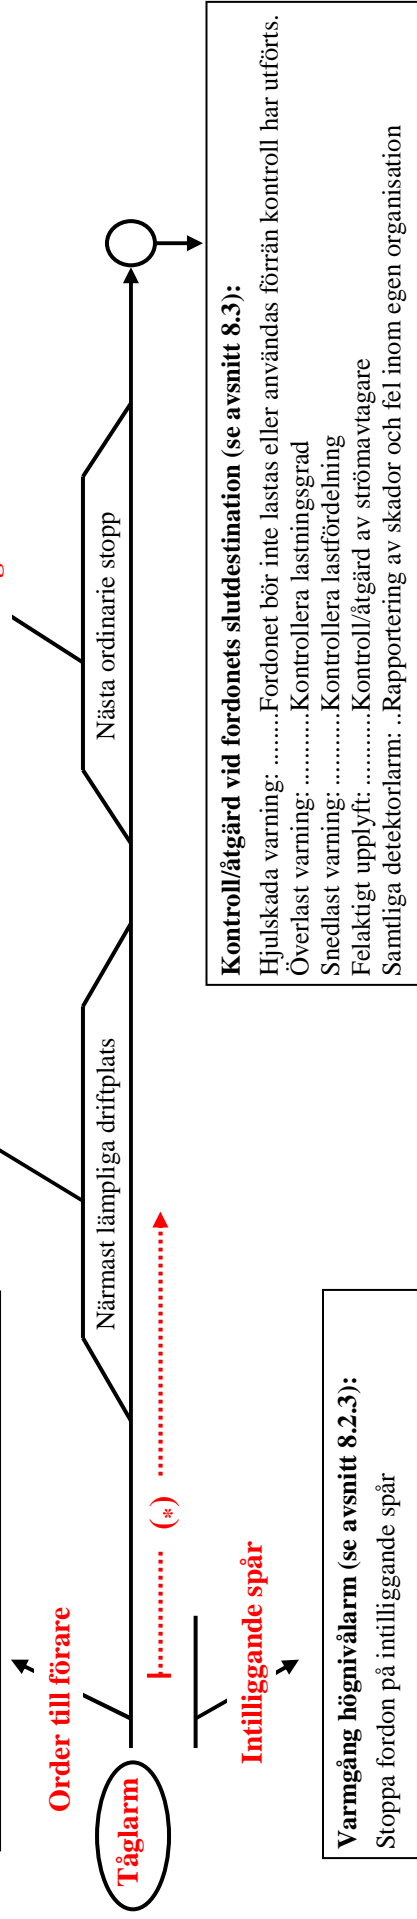 Tåglarm
Order till förare
Intilliggande spår
(*)
Närmast lämpliga driftplats
Nästa ordinarie stopp
Varmgång högnivålarm (se avsnitt 8.2.3):
Stoppa fordon på intilliggande spår
Kontroll/åtgärd vid fordonets slutdestination (se avsnitt 8.3):
Hjulskada varning: ........Fordonet bör inte lastas eller användas förrän kontroll har utförts.
Överlast varning: ...........Kontrollera lastningsgrad
Snedlast varning: ............Kontrollera lastfördelning
Felaktigt upplyft: ............Kontroll/åtgärd av strömavtagare
Samtliga detektorlarm: ..Rapportering av skador och fel inom egen organisation